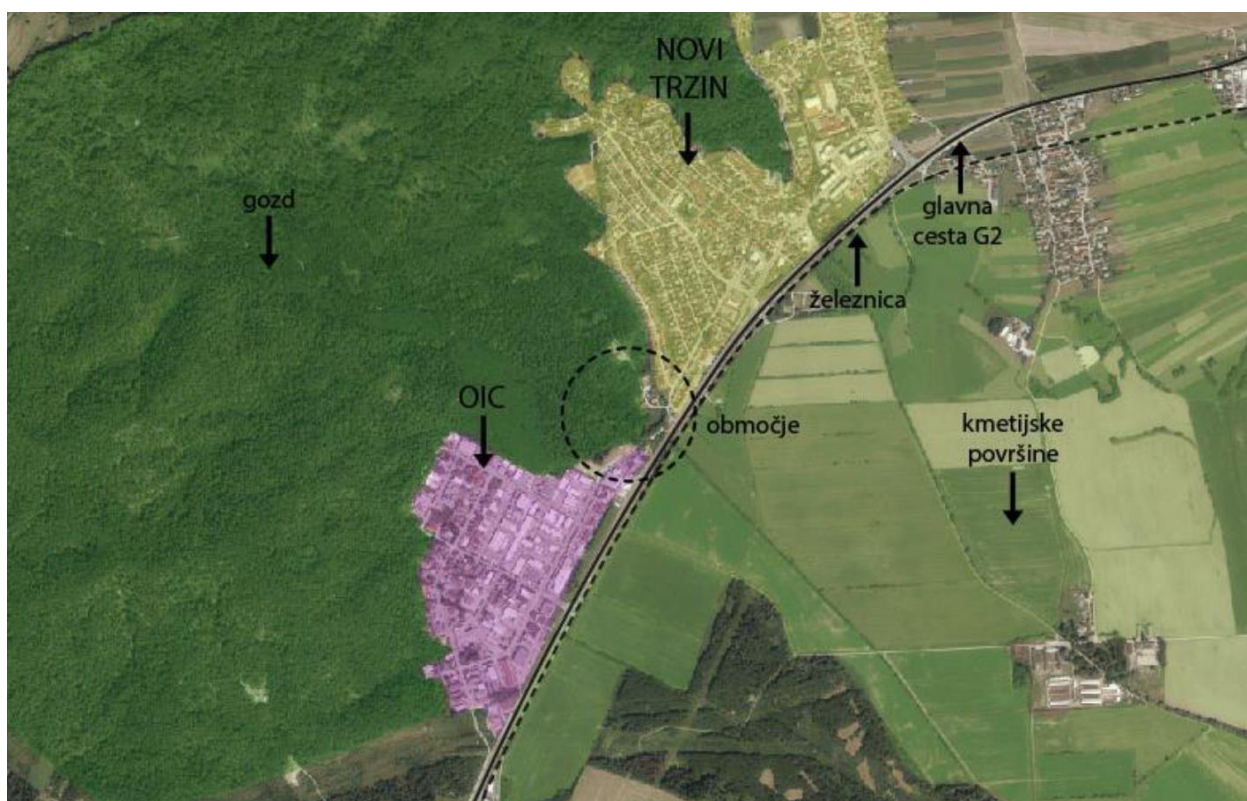 NOVI
TRZIN
gozd
glavna
cesta G2
železnica
OIC
območje
kmetijske
površine